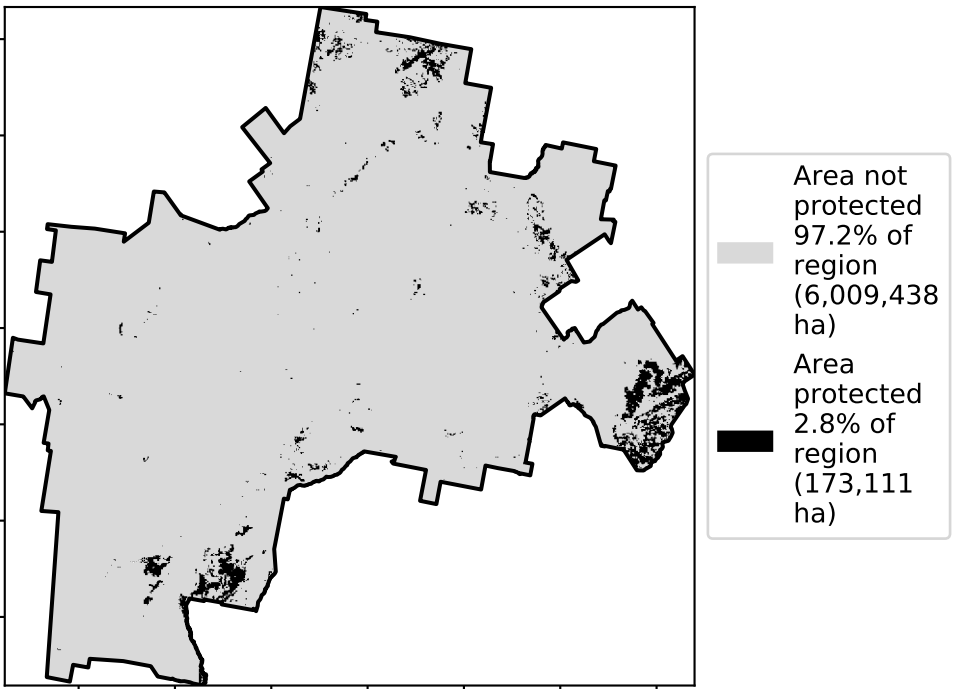 Area not
protected
97.2% of
region
(6,009,438
ha)
Area
protected
2.8% of
region
(173,111
ha)